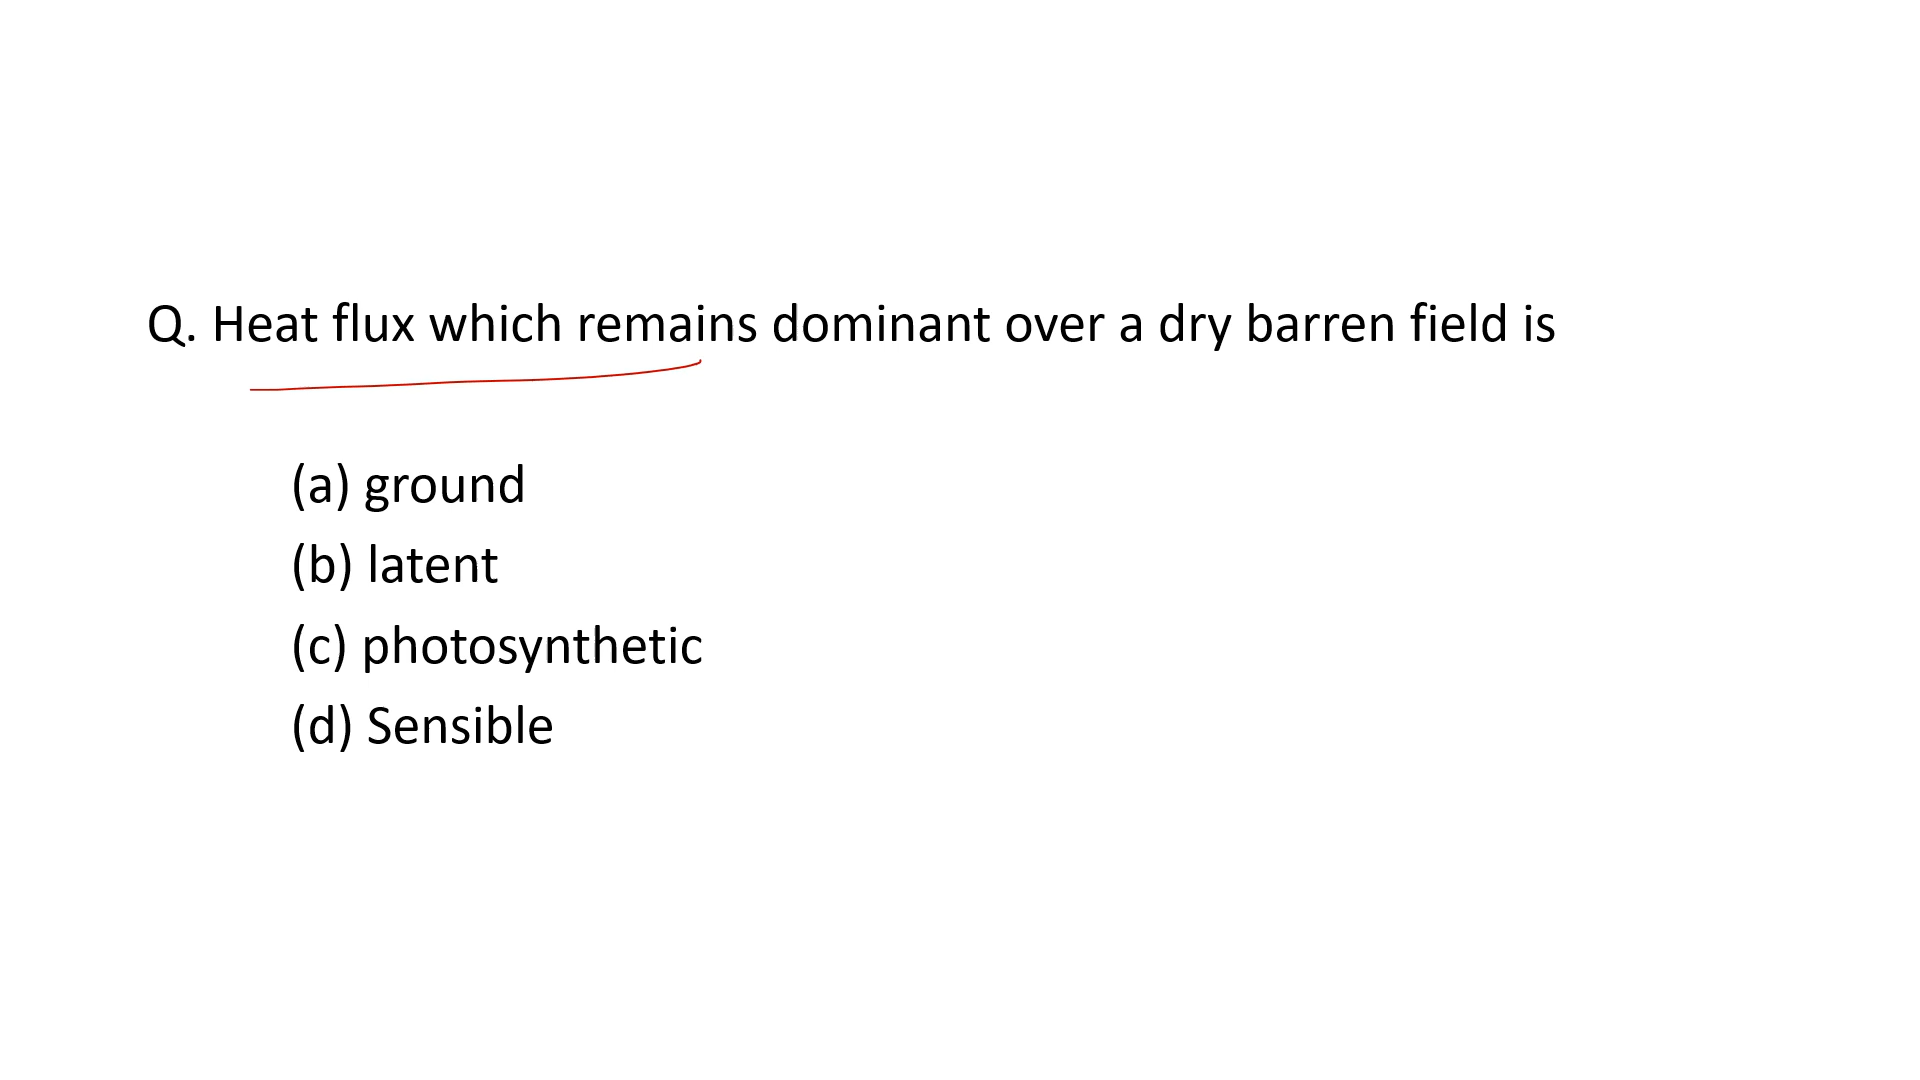 Q. Heat flux which remains dominant over a dry barren field is
(a) ground
(b) latent
(c) photosynthetic
(d) Sensible